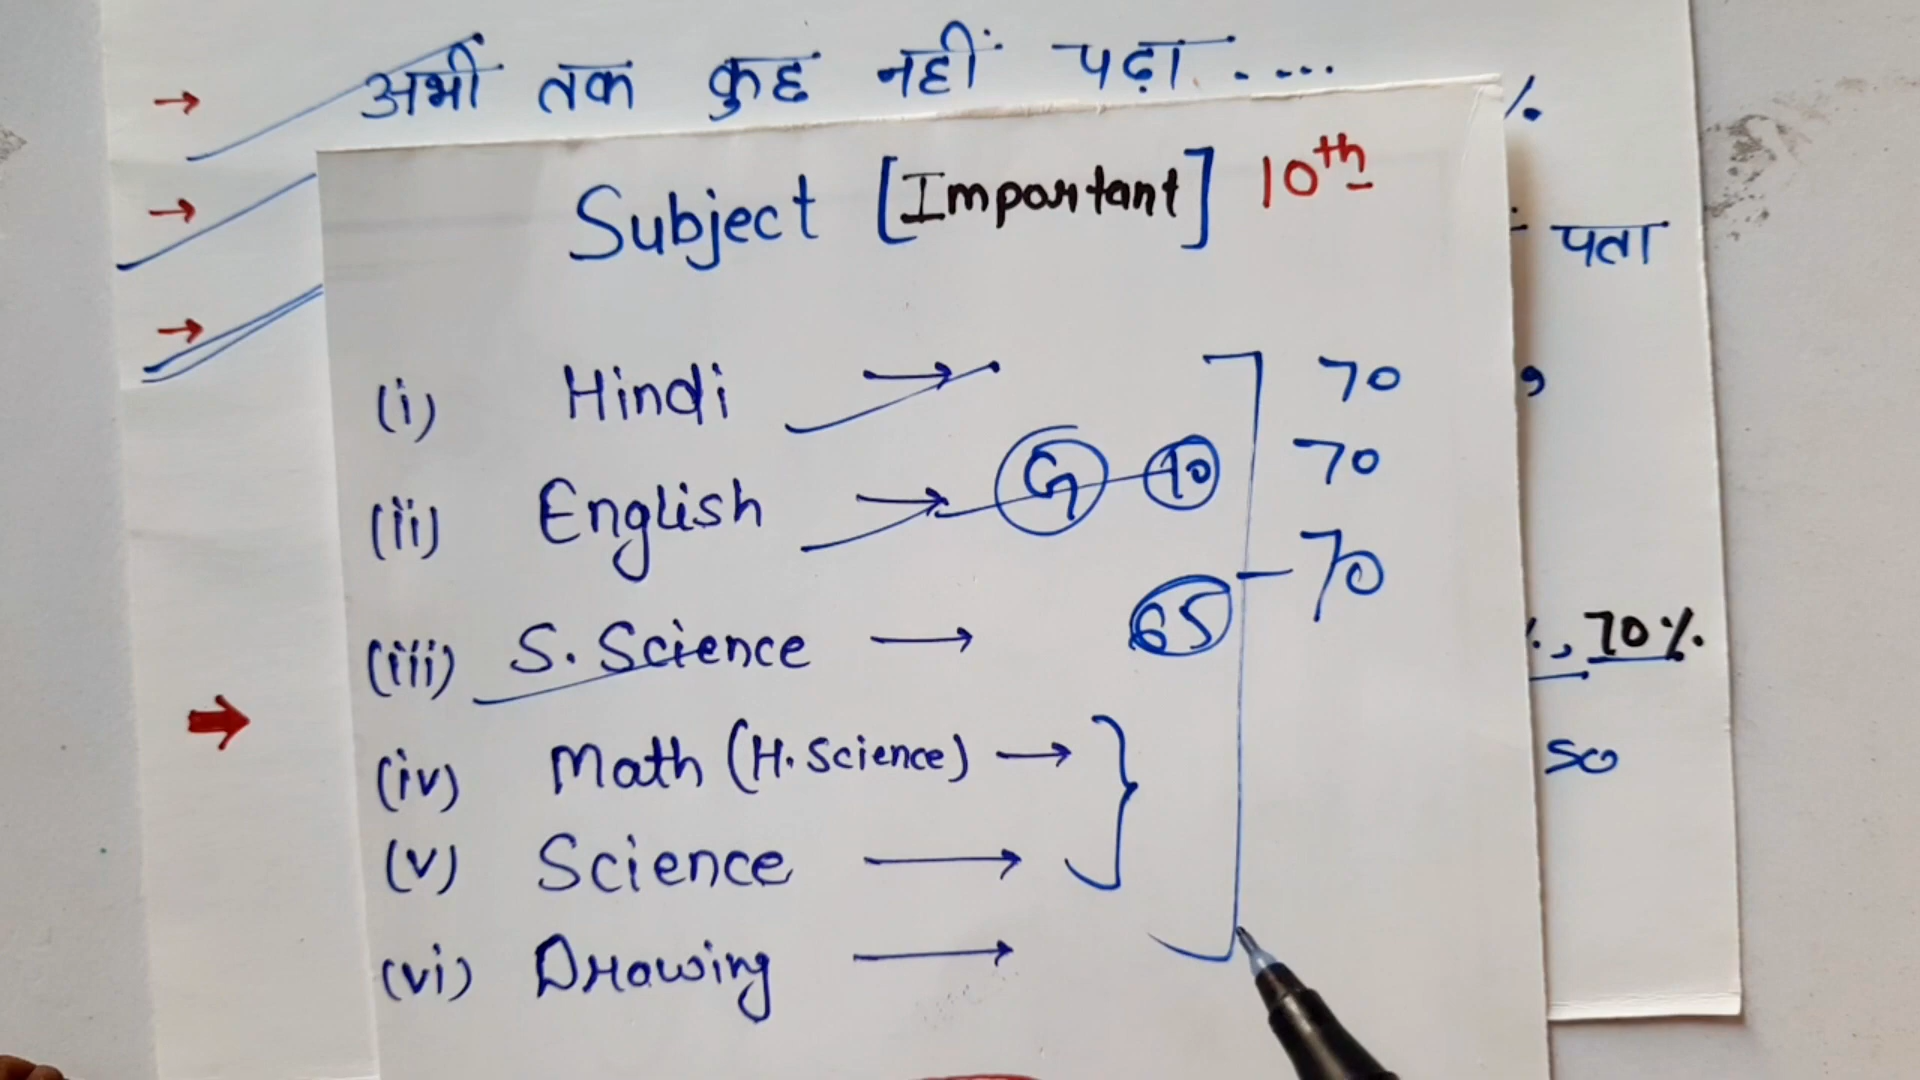 → अभी तक कुछ नहीं पढ़ा.....
%
Subject [Important] 10th
→
पता
→
(i) Hindi → 70 ,
(ii) English → G 10 70
(iii) S. Science → 65 - 70
%., 70%.
→
(iv) Math (H. Science) → }
so
(v) Science →
(vi) Drawing →